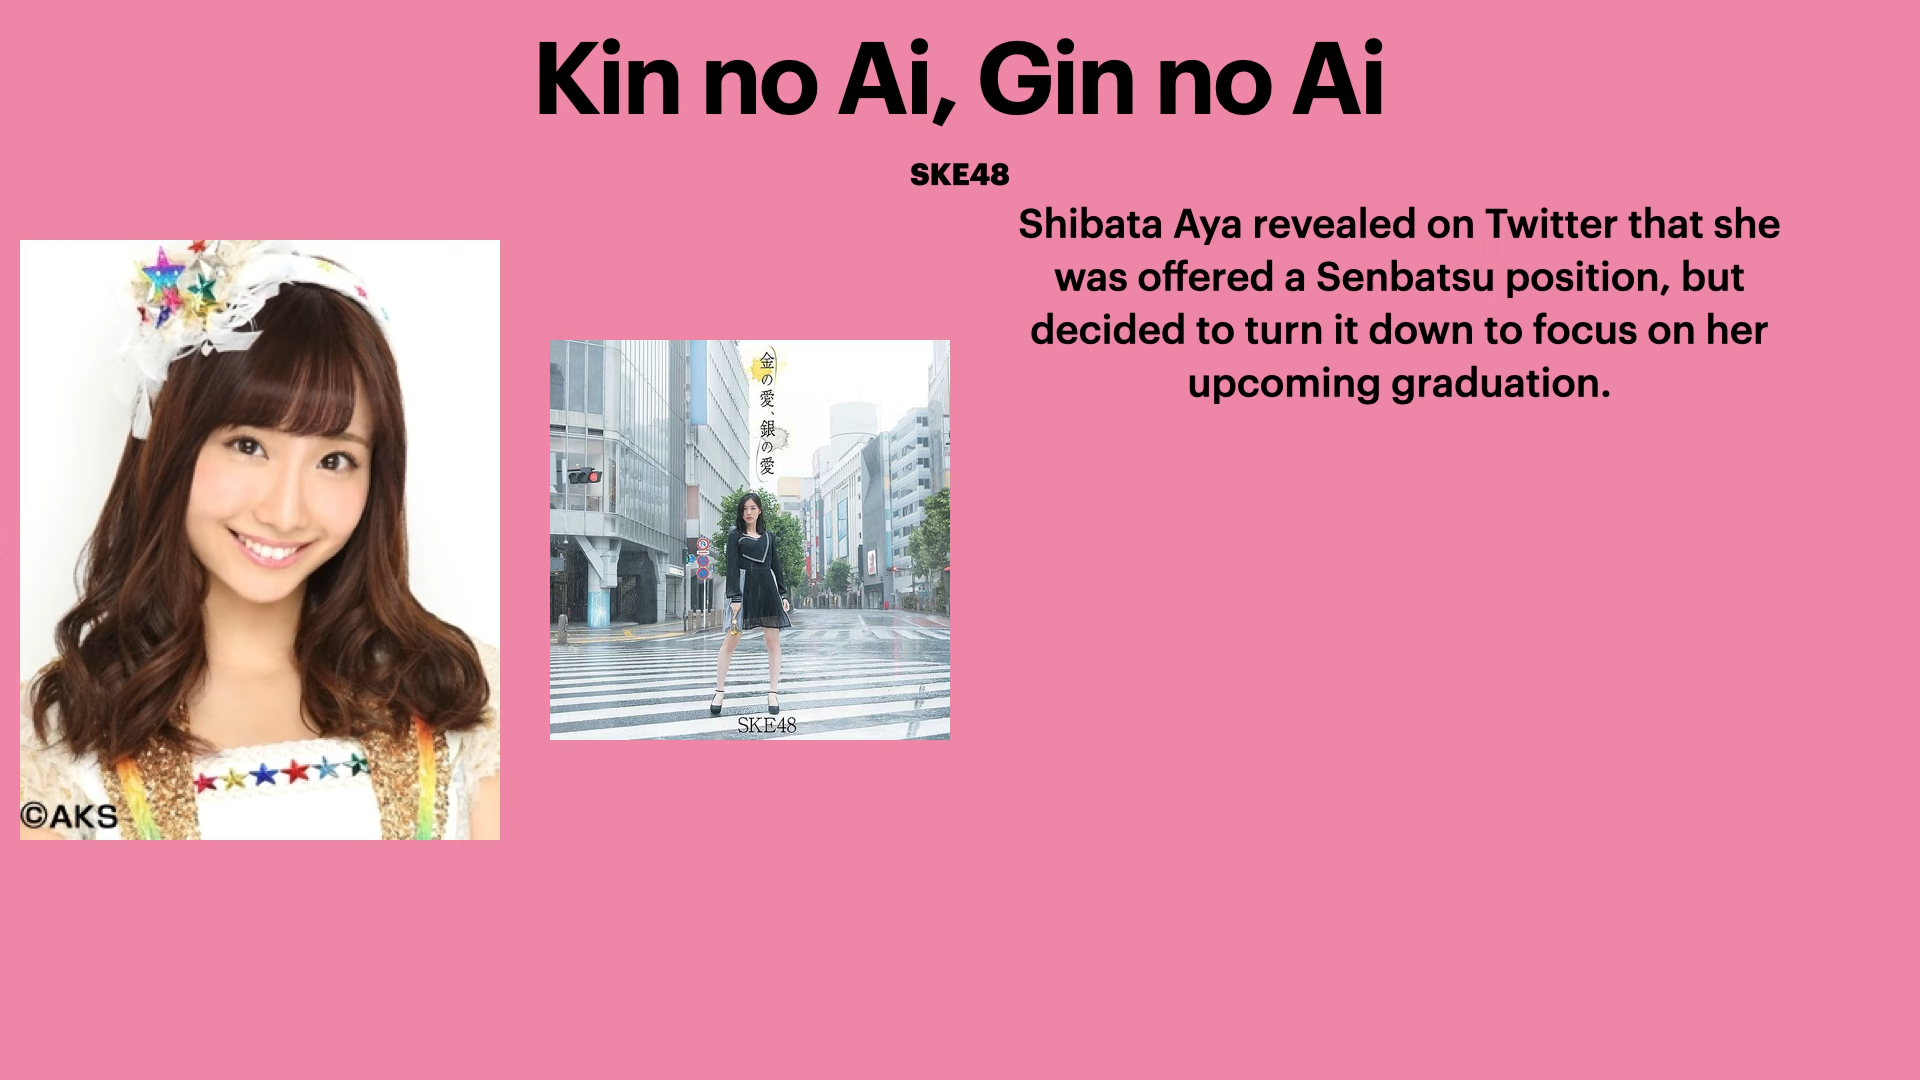 Kin no Ai, Gin no Ai
SKE48
Shibata Aya revealed on Twitter that she
was offered a Senbatsu position, but
decided to turn it down to focus on her
upcoming graduation.
金の愛、銀の愛
SKE48
©AKS